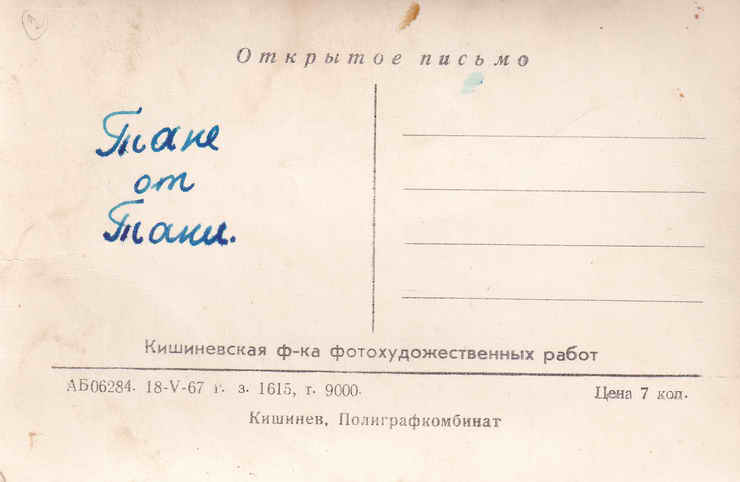 Открытое письмо
Тане
от
Тани.
Кишиневская ф-ка фотохудожественных работ
АБ06284. 18-V-67 г. з. 1615, т. 9000.
Цена 7 коп.
Кишинев, Полиграфкомбинат